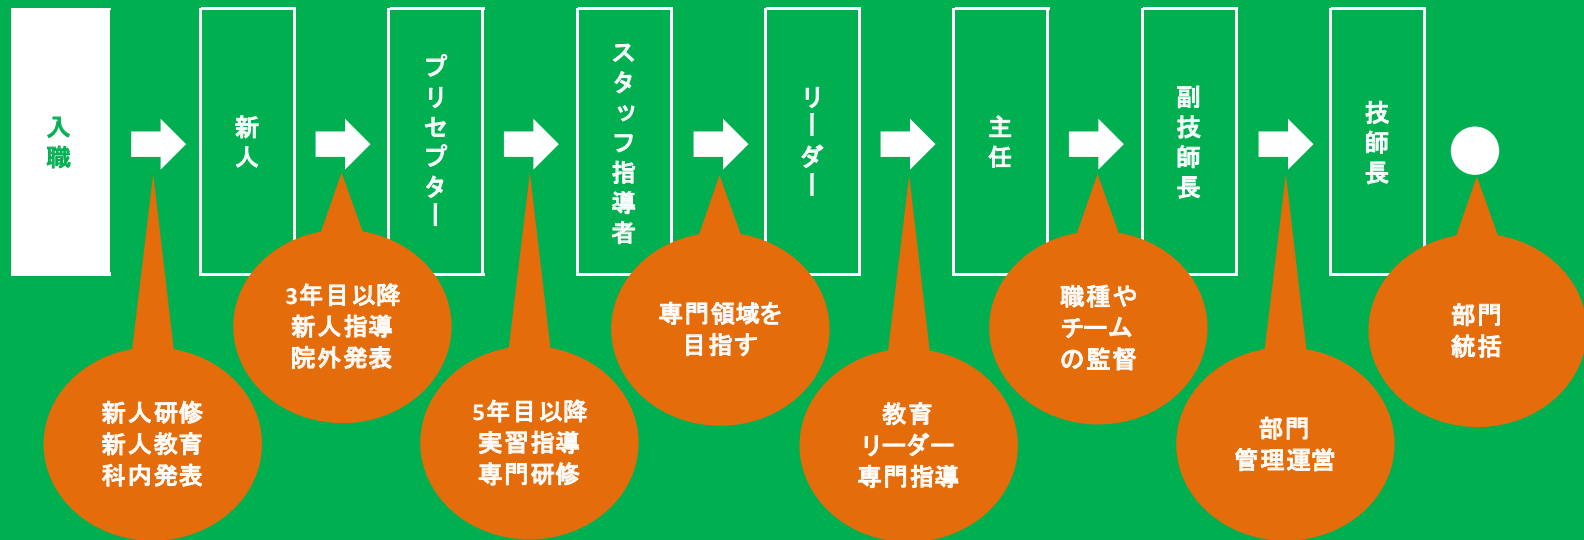 入職
新人
プリセプター
スタッフ指導者
リーダー
主任
副技師長
技師長
新人研修
新人教育
科内発表
3年目以降
新人指導
院外発表
5年目以降
実習指導
専門研修
専門領域を
目指す
教育
リーダー
専門指導
職種や
チーム
の監督
部門
管理運営
部門
統括